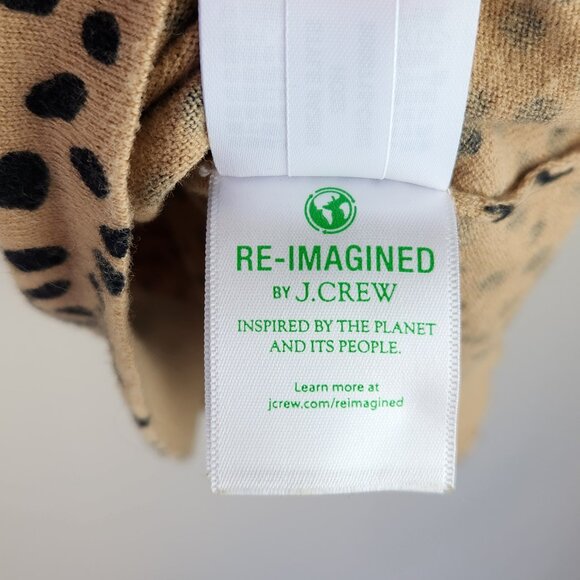 RE-IMAGINED
BY J.CREW
INSPIRED BY THE PLANET
AND ITS PEOPLE.
Learn more at
jcrew.com/reimagined